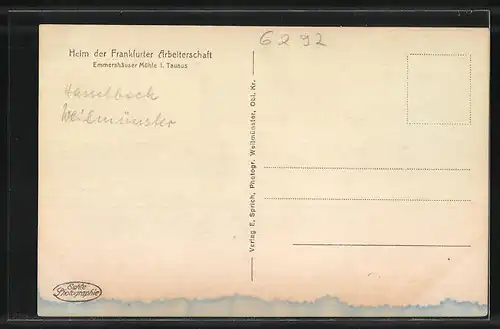 Heim der Frankfurter Arbeiterschaft
Emmershäuser Mühle i. Taunus
6292
Hasselbach
Weilmünster
Verlag E. Sprich, Photogr. Weilmünster, Obl. Kr.
Echte
Photographie